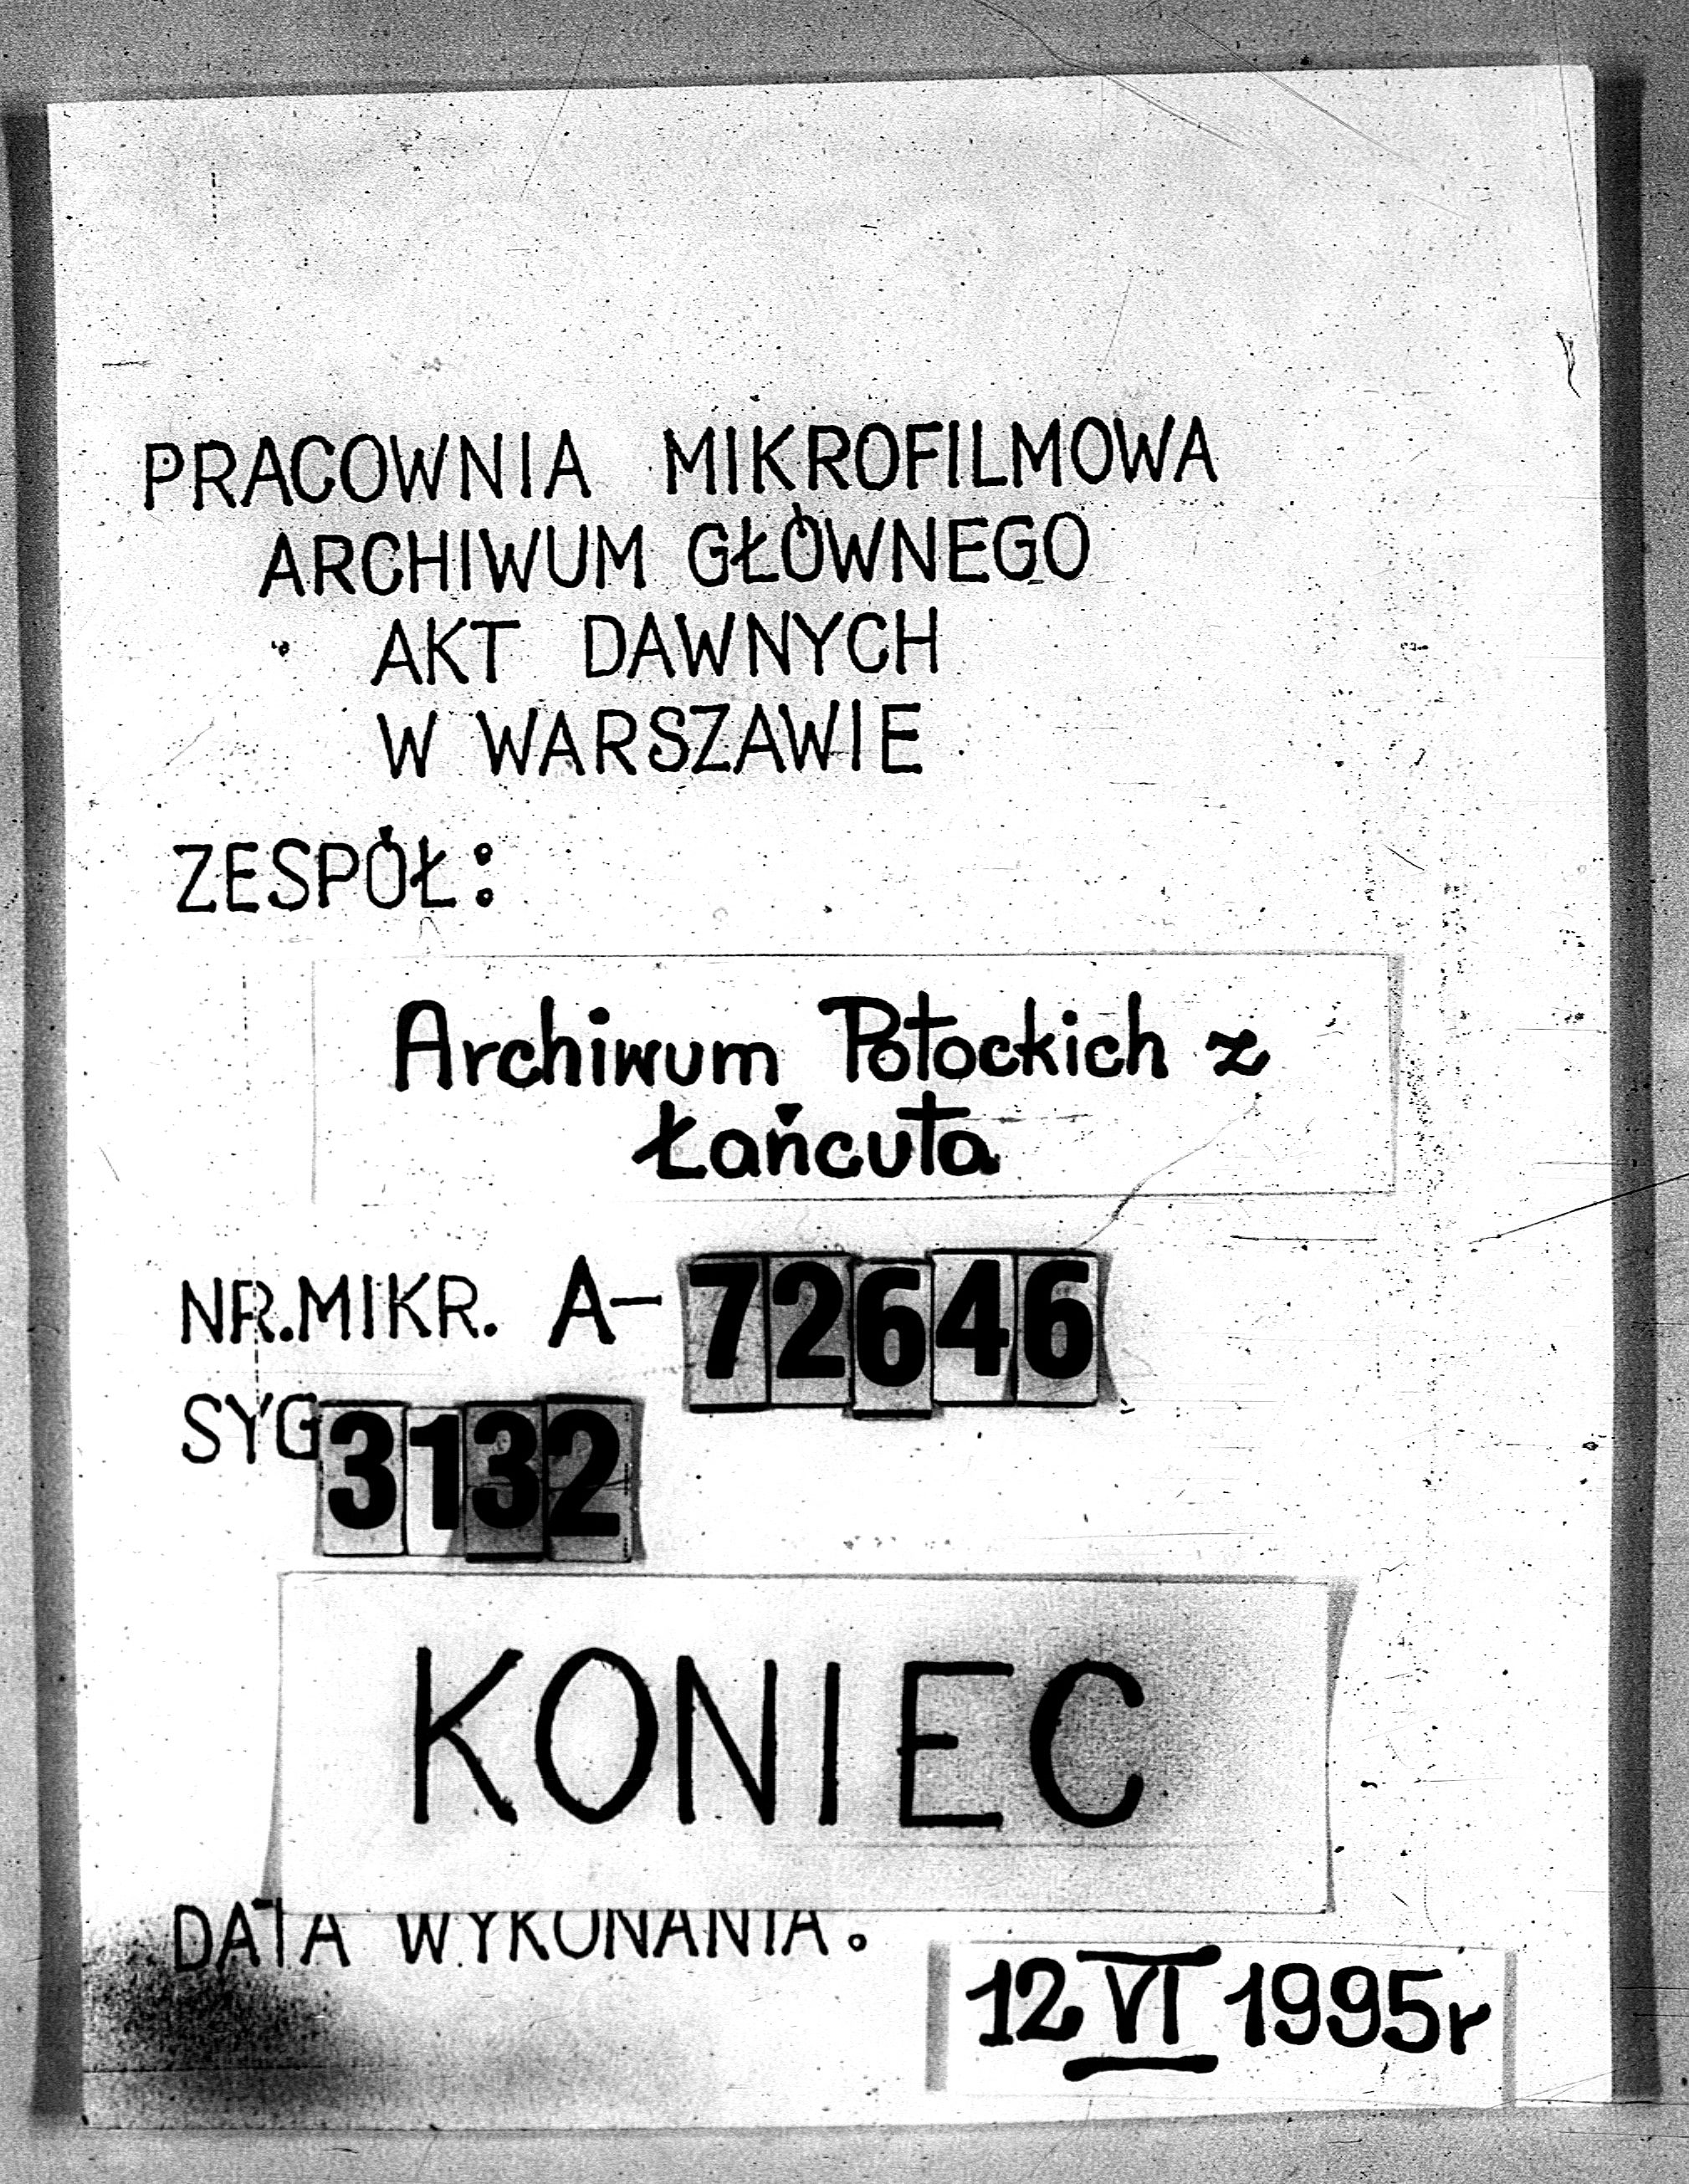 PRACOWNIA MIKROFILMOWA
ARCHIWUM GŁÓWNEGO
AKT DAWNYCH
W WARSZAWIE
ZESPÓŁ:
Archiwum Potockich z
Łańcuta
NR.MIKR. A-72646
SYG 3132
KONIEC
DATA WYKONANIA.
12 VI 1995r